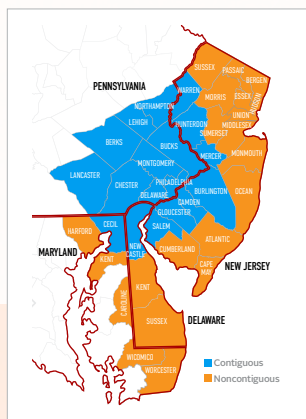 SUSSEX
PASSAIC
BERGEN
PENNSYLVANIA
WARREN
MORRIS
ESSEX
HUDSON
NORTHAMPTON
UNION
LEHIGH
HUNTERDON
MIDDLESEX
SOMERSET
BERKS
BUCKS
MONTGOMERY
MERCER
MONMOUTH
LANCASTER
CHESTER
PHILADELPHIA
OCEAN
DELAWARE
BURLINGTON
CAMDEN
GLOUCESTER
CECIL
SALEM
HARFORD
ATLANTIC
NEW
CASTLE
CUMBERLAND
MARYLAND
KENT
CAPE
MAY
NEW JERSEY
KENT
CAROLINE
DELAWARE
SUSSEX
WICOMICO
WORCESTER
Contiguous
Noncontiguous